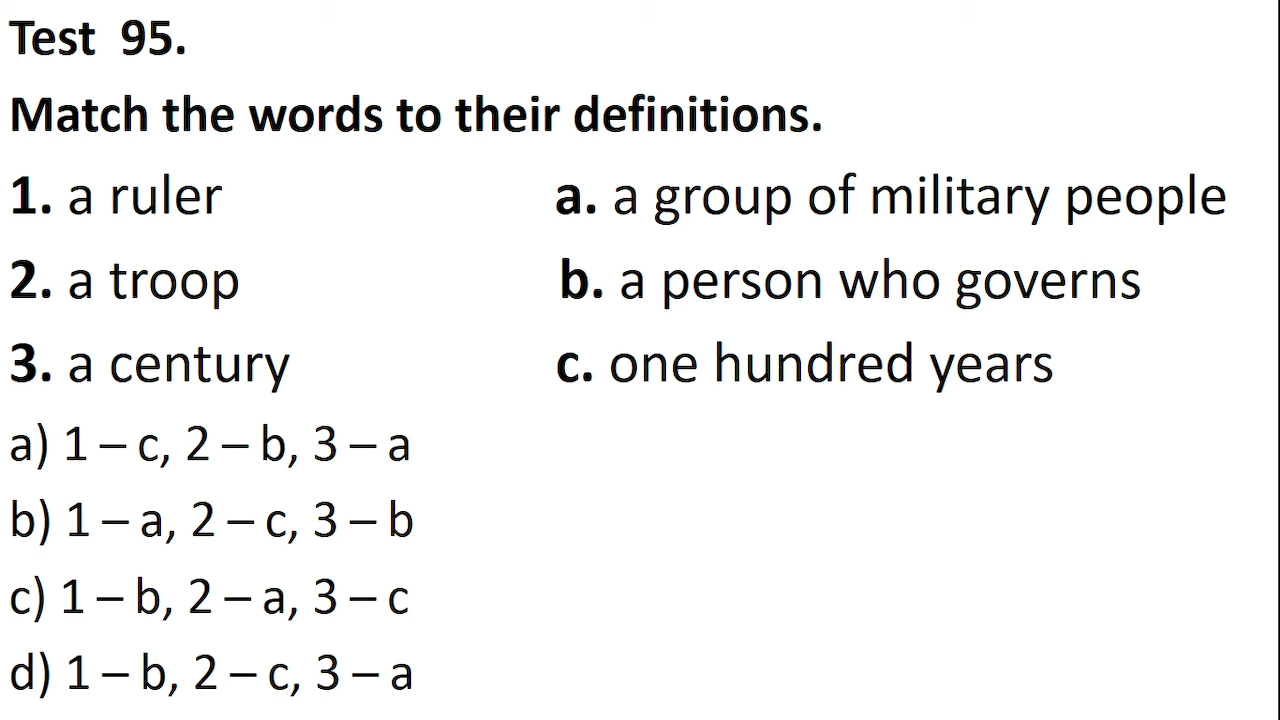 Test 95.
Match the words to their definitions.
1. a ruler a. a group of military people
2. a troop b. a person who governs
3. a century c. one hundred years
a) 1 – c, 2 – b, 3 – a
b) 1 – a, 2 – c, 3 – b
c) 1 – b, 2 – a, 3 – c
d) 1 – b, 2 – c, 3 – a